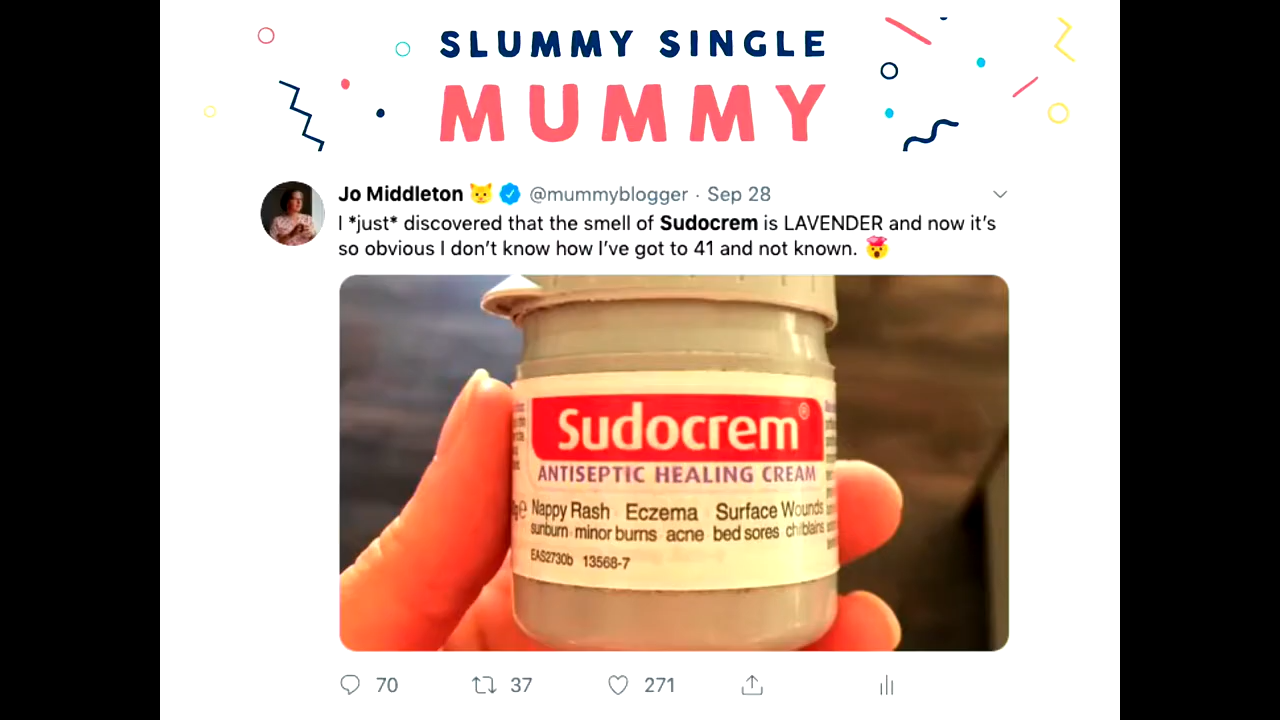 SLUMMY SINGLE
MUMMY
Jo Middleton 🐱 @mummyblogger · Sep 28
I *just* discovered that the smell of Sudocrem is LAVENDER and now it's
so obvious I don't know how I've got to 41 and not known. 🤯
Sudocrem®
ANTISEPTIC HEALING CREAM
Nappy Rash Eczema Surface Wounds
sunburn minor burns acne bed sores chilblains
EAS2730b 13568-7
70 37 271